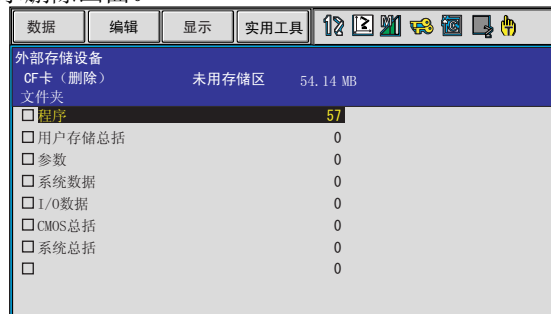 数据 编辑 显示 实用工具
外部存储设备
CF卡（删除） 未用存储区 54.14 MB
文件夹
程序 57
用户存储总括 0
参数 0
系统数据 0
I/O数据 0
CMOS总括 0
系统总括 0
0